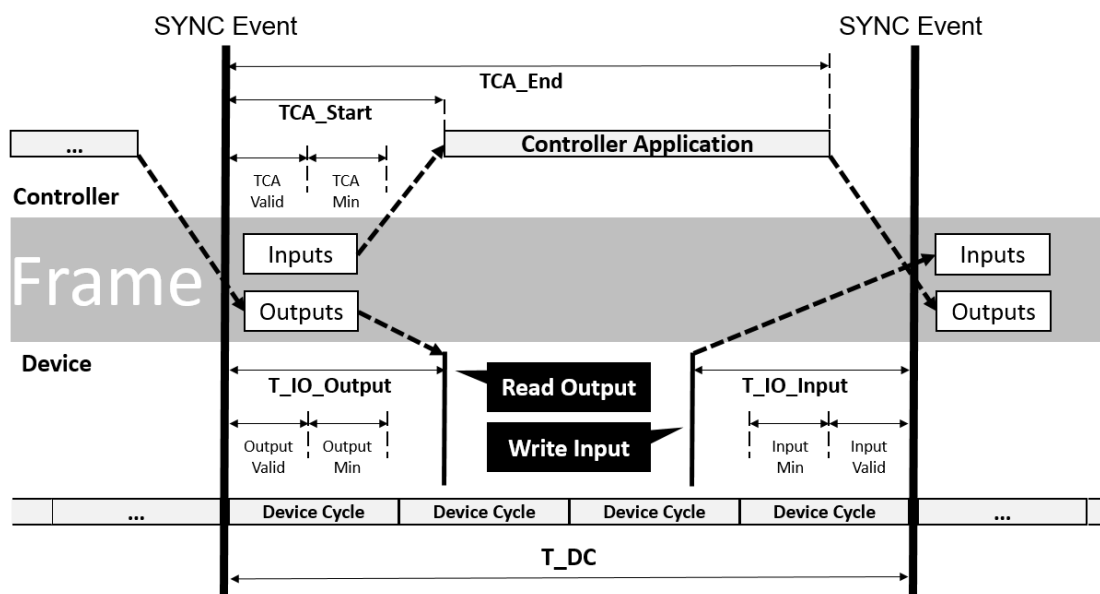 SYNC Event
SYNC Event
TCA_End
TCA_Start
...
Controller Application
TCA
Valid
TCA
Min
Controller
Inputs
Inputs
Frame
Outputs
Outputs
Device
T_IO_Output
Read Output
T_IO_Input
Output
Valid
Output
Min
Write Input
Input
Min
Input
Valid
...
Device Cycle
Device Cycle
Device Cycle
Device Cycle
...
T_DC